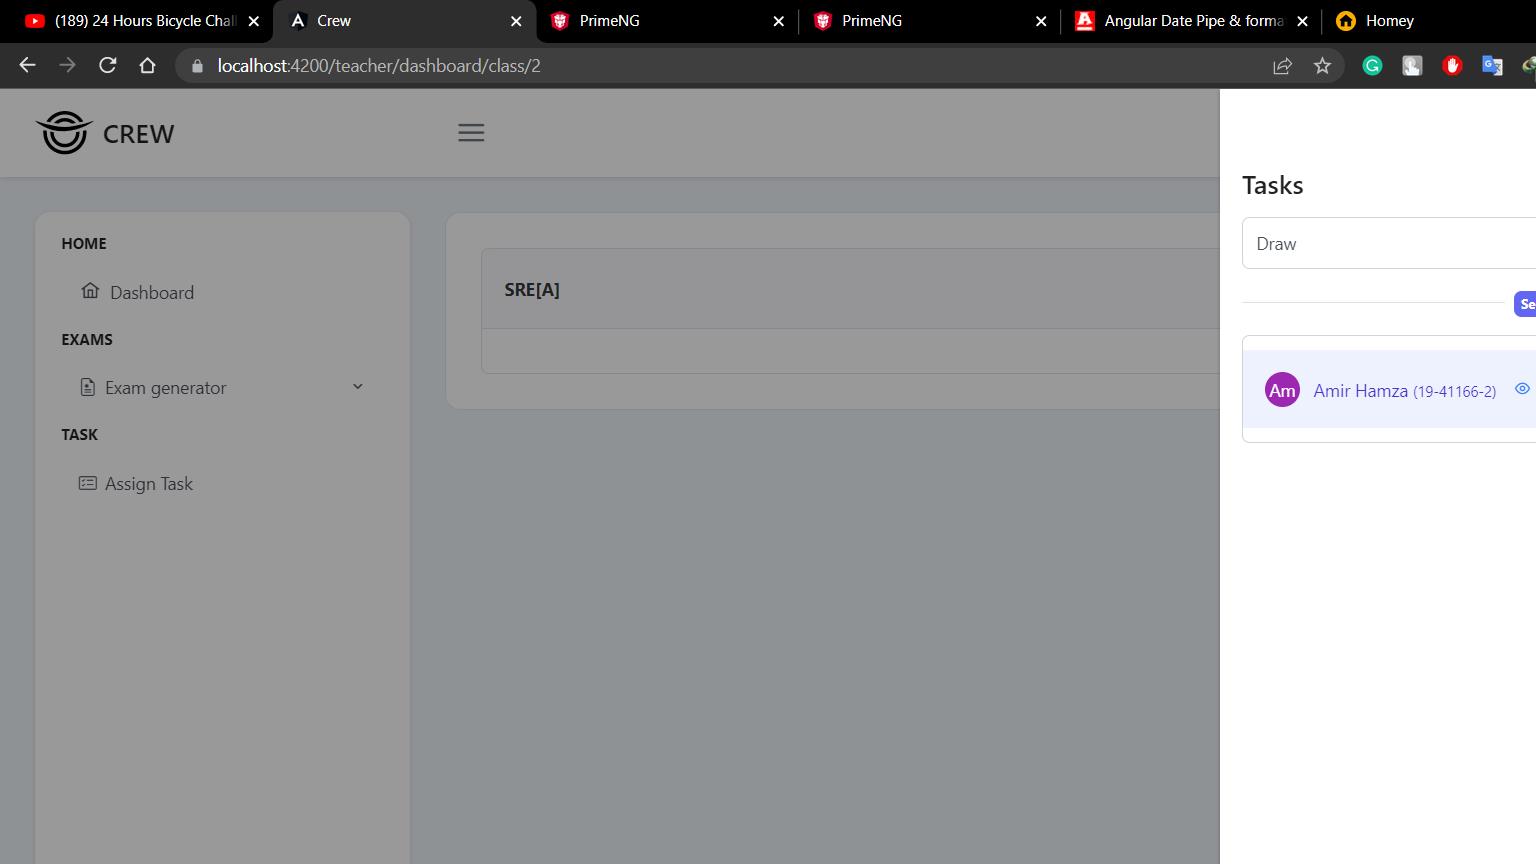 (189) 24 Hours Bicycle Chall
Crew
PrimeNG
PrimeNG
Angular Date Pipe & forma
Homey
localhost:4200/teacher/dashboard/class/2
CREW
HOME
Dashboard
EXAMS
Exam generator
TASK
Assign Task
SRE[A]
Tasks
Draw
Se
Am
Amir Hamza (19-41166-2)